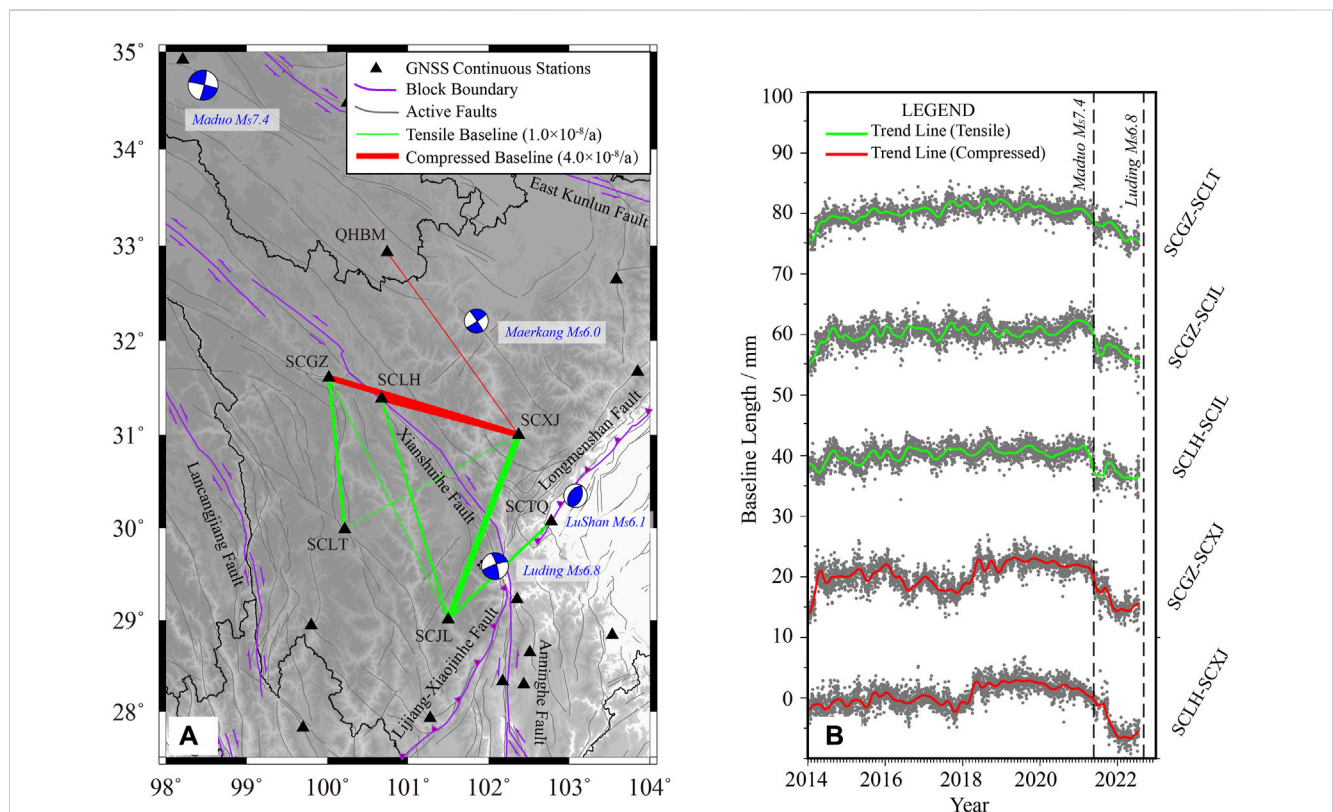 35°
34°
33°
32°
31°
30°
29°
28°
98°
99°
100°
101°
102°
103°
104°
GNSS Continuous Stations
Block Boundary
Active Faults
Tensile Baseline (1.0×10⁻⁸/a)
Compressed Baseline (4.0×10⁻⁸/a)
Maduo Ms7.4
East Kunlun Fault
QHBM
Maerkang Ms6.0
SCGZ
SCLH
SCXJ
Xianshuihe Fault
Longmenshan Fault
Lancangjiang Fault
SCTQ
LuShan Ms6.1
SCLT
Luding Ms6.8
SCJL
Lijiang-Xiaojinhe Fault
Anninghe Fault
A
Baseline Length / mm
100
90
80
70
60
50
40
30
20
10
0
2014
2016
2018
2020
2022
Year
LEGEND
Trend Line (Tensile)
Trend Line (Compressed)
Maduo Ms7.4
Luding Ms6.8
SCGZ-SCLT
SCGZ-SCJL
SCLH-SCJL
SCGZ-SCXJ
SCLH-SCXJ
B